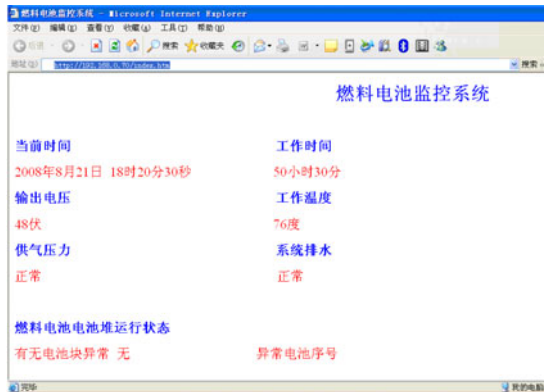 燃料电池监控系统 - Microsoft Internet Explorer
文件(F) 编辑(E) 查看(V) 收藏(A) 工具(T) 帮助(H)
后退 搜索 收藏夹
地址(D) http://192.168.0.70/index.htm 搜索
燃料电池监控系统
当前时间 工作时间
2008年8月21日 18时20分30秒 50小时30分
输出电压 工作温度
48伏 76度
供气压力 系统排水
正常 正常
燃料电池电池堆运行状态
有无电池块异常 无 异常电池序号
完毕 我的电脑